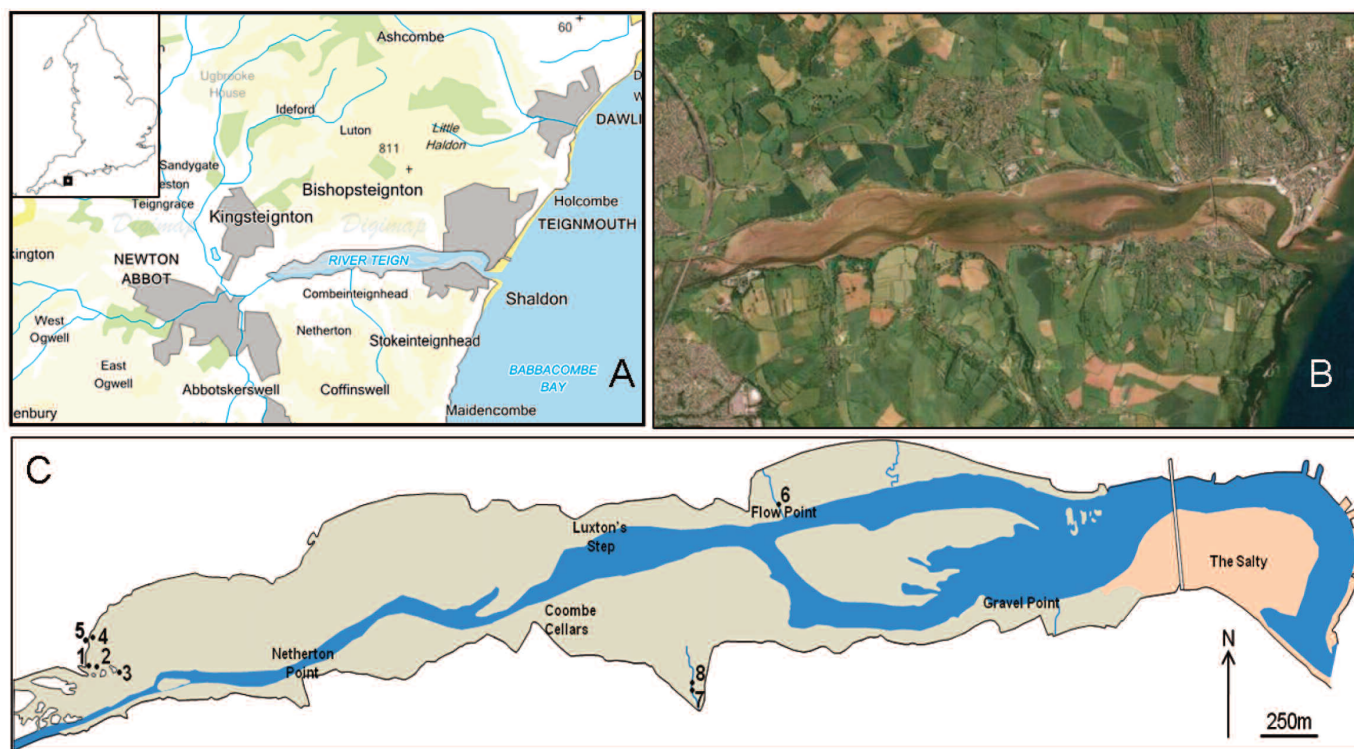 60
Ashcombe
Ugbrooke
House
Ideford
Luton
Little
Haldon
D
W
DAWLI
Sandygate
eston
811
Teigngrace
Bishopsteignton
Kingsteignton
Digimap
Digimap
Holcombe
TEIGNMOUTH
kington
NEWTON
ABBOT
RIVER TEIGN
Combeinteignhead
Shaldon
West
Ogwell
Netherton
Stokeinteignhead
East
Ogwell
BABBACOMBE
BAY
A
Abbotskerswell
Coffinswell
enbury
Maidencombe
B
C
6
Flow Point
Luxton's
Step
The Salty
Gravel Point
Coombe
Cellars
5
4
Netherton
Point
1
2
3
8
7
N
250m